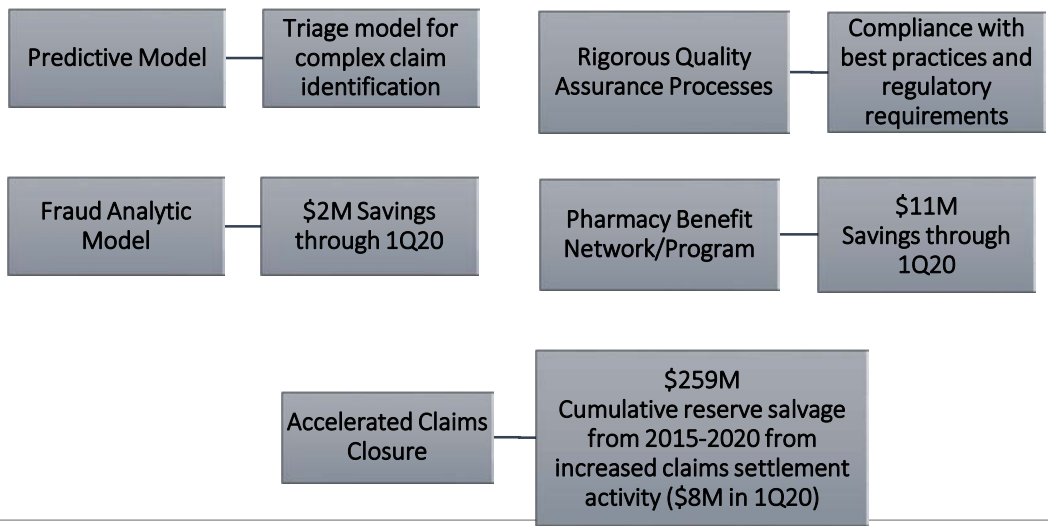 Predictive Model
Triage model for
complex claim
identification
Rigorous Quality
Assurance Processes
Compliance with
best practices and
regulatory
requirements
Fraud Analytic
Model
$2M Savings
through 1Q20
Pharmacy Benefit
Network/Program
$11M
Savings through
1Q20
Accelerated Claims
Closure
$259M
Cumulative reserve salvage
from 2015-2020 from
increased claims settlement
activity ($8M in 1Q20)